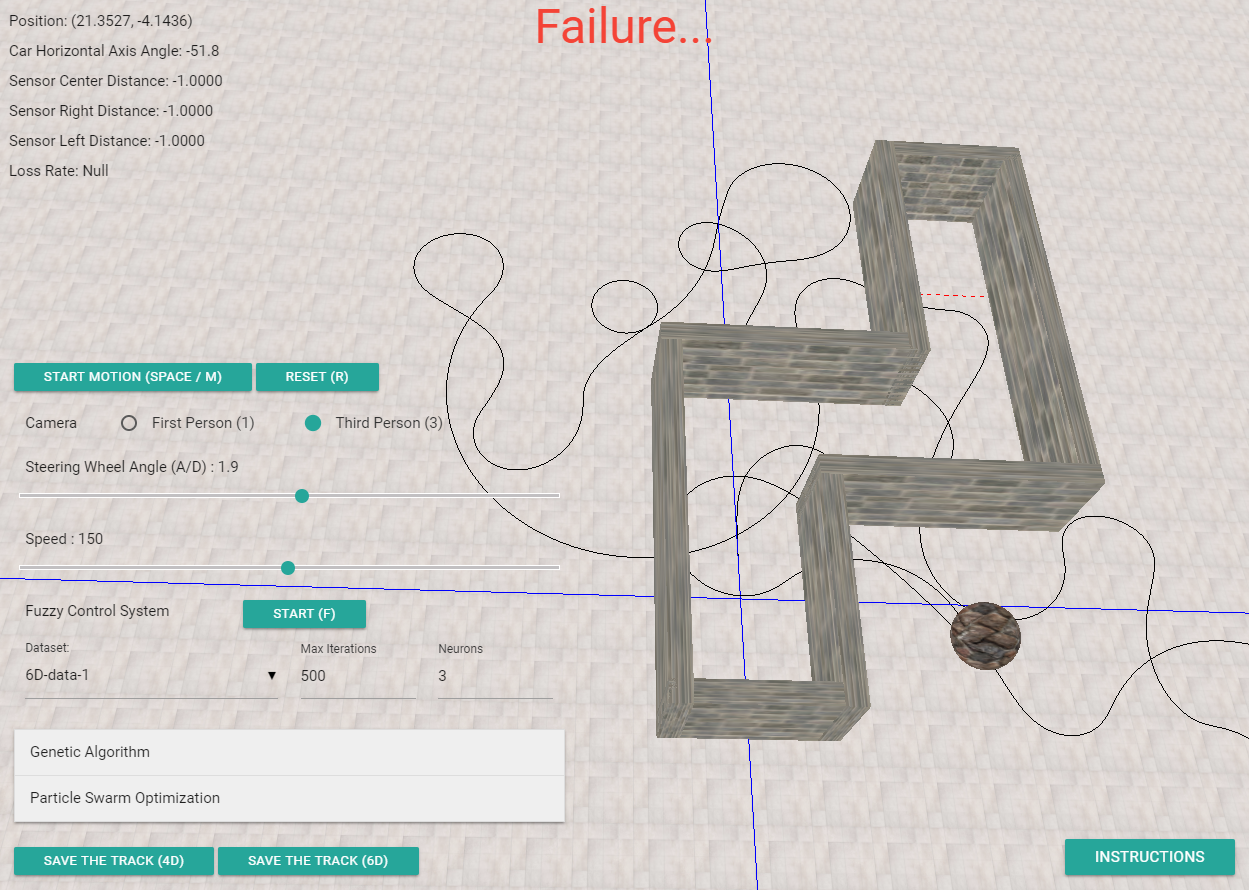 Failure...
Position: (21.3527, -4.1436)
Car Horizontal Axis Angle: -51.8
Sensor Center Distance: -1.0000
Sensor Right Distance: -1.0000
Sensor Left Distance: -1.0000
Loss Rate: Null
START MOTION (SPACE / M) RESET (R)
Camera First Person (1) Third Person (3)
Steering Wheel Angle (A/D) : 1.9
Speed : 150
Fuzzy Control System START (F)
Dataset: Max Iterations Neurons
6D-data-1 500 3
Genetic Algorithm
Particle Swarm Optimization
SAVE THE TRACK (4D) SAVE THE TRACK (6D)
INSTRUCTIONS